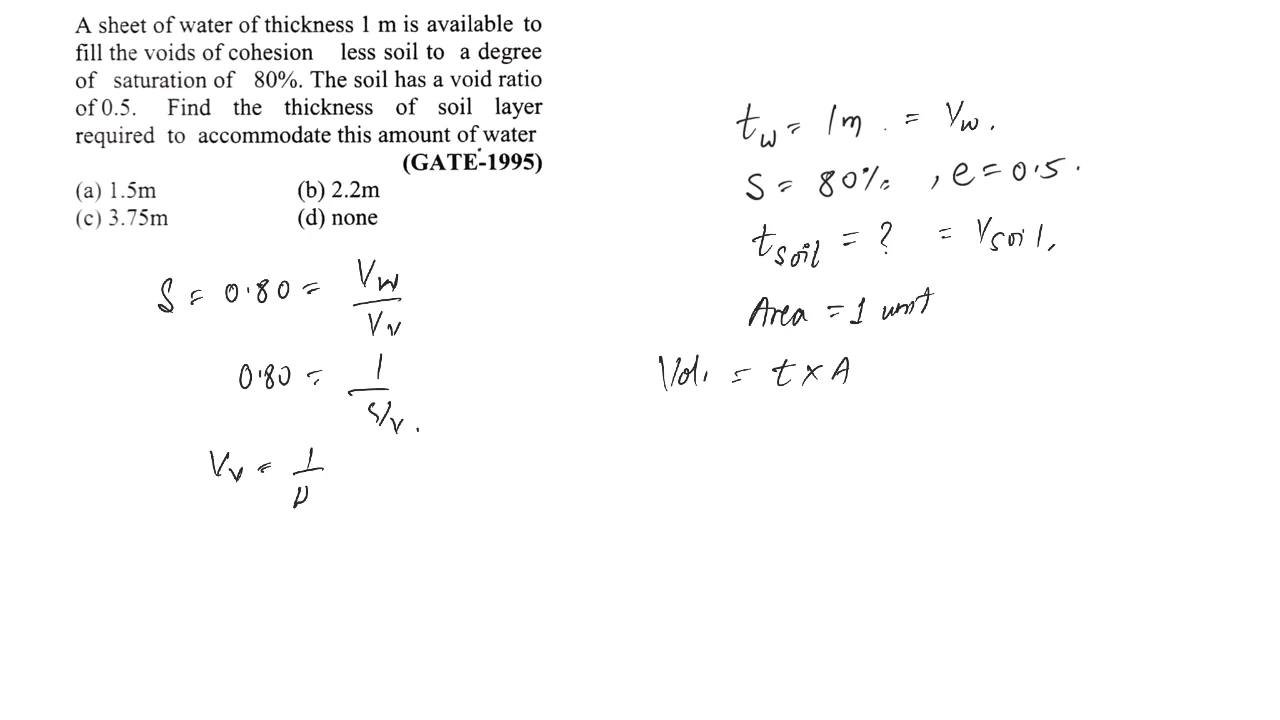 A sheet of water of thickness 1 m is available to
fill the voids of cohesion less soil to a degree
of saturation of 80%. The soil has a void ratio
of 0.5. Find the thickness of soil layer
required to accommodate this amount of water
(GATE-1995)
(a) 1.5m (b) 2.2m
(c) 3.75m (d) none
S = 0.80 = Vw / Vv
0.80 = 1 / S/v.
Vv = 1
tw = 1m. = Vw.
S = 80%, e = 0.5.
tsoil = ? = Vsoil,
Area = 1 unit
Vol. = t x A